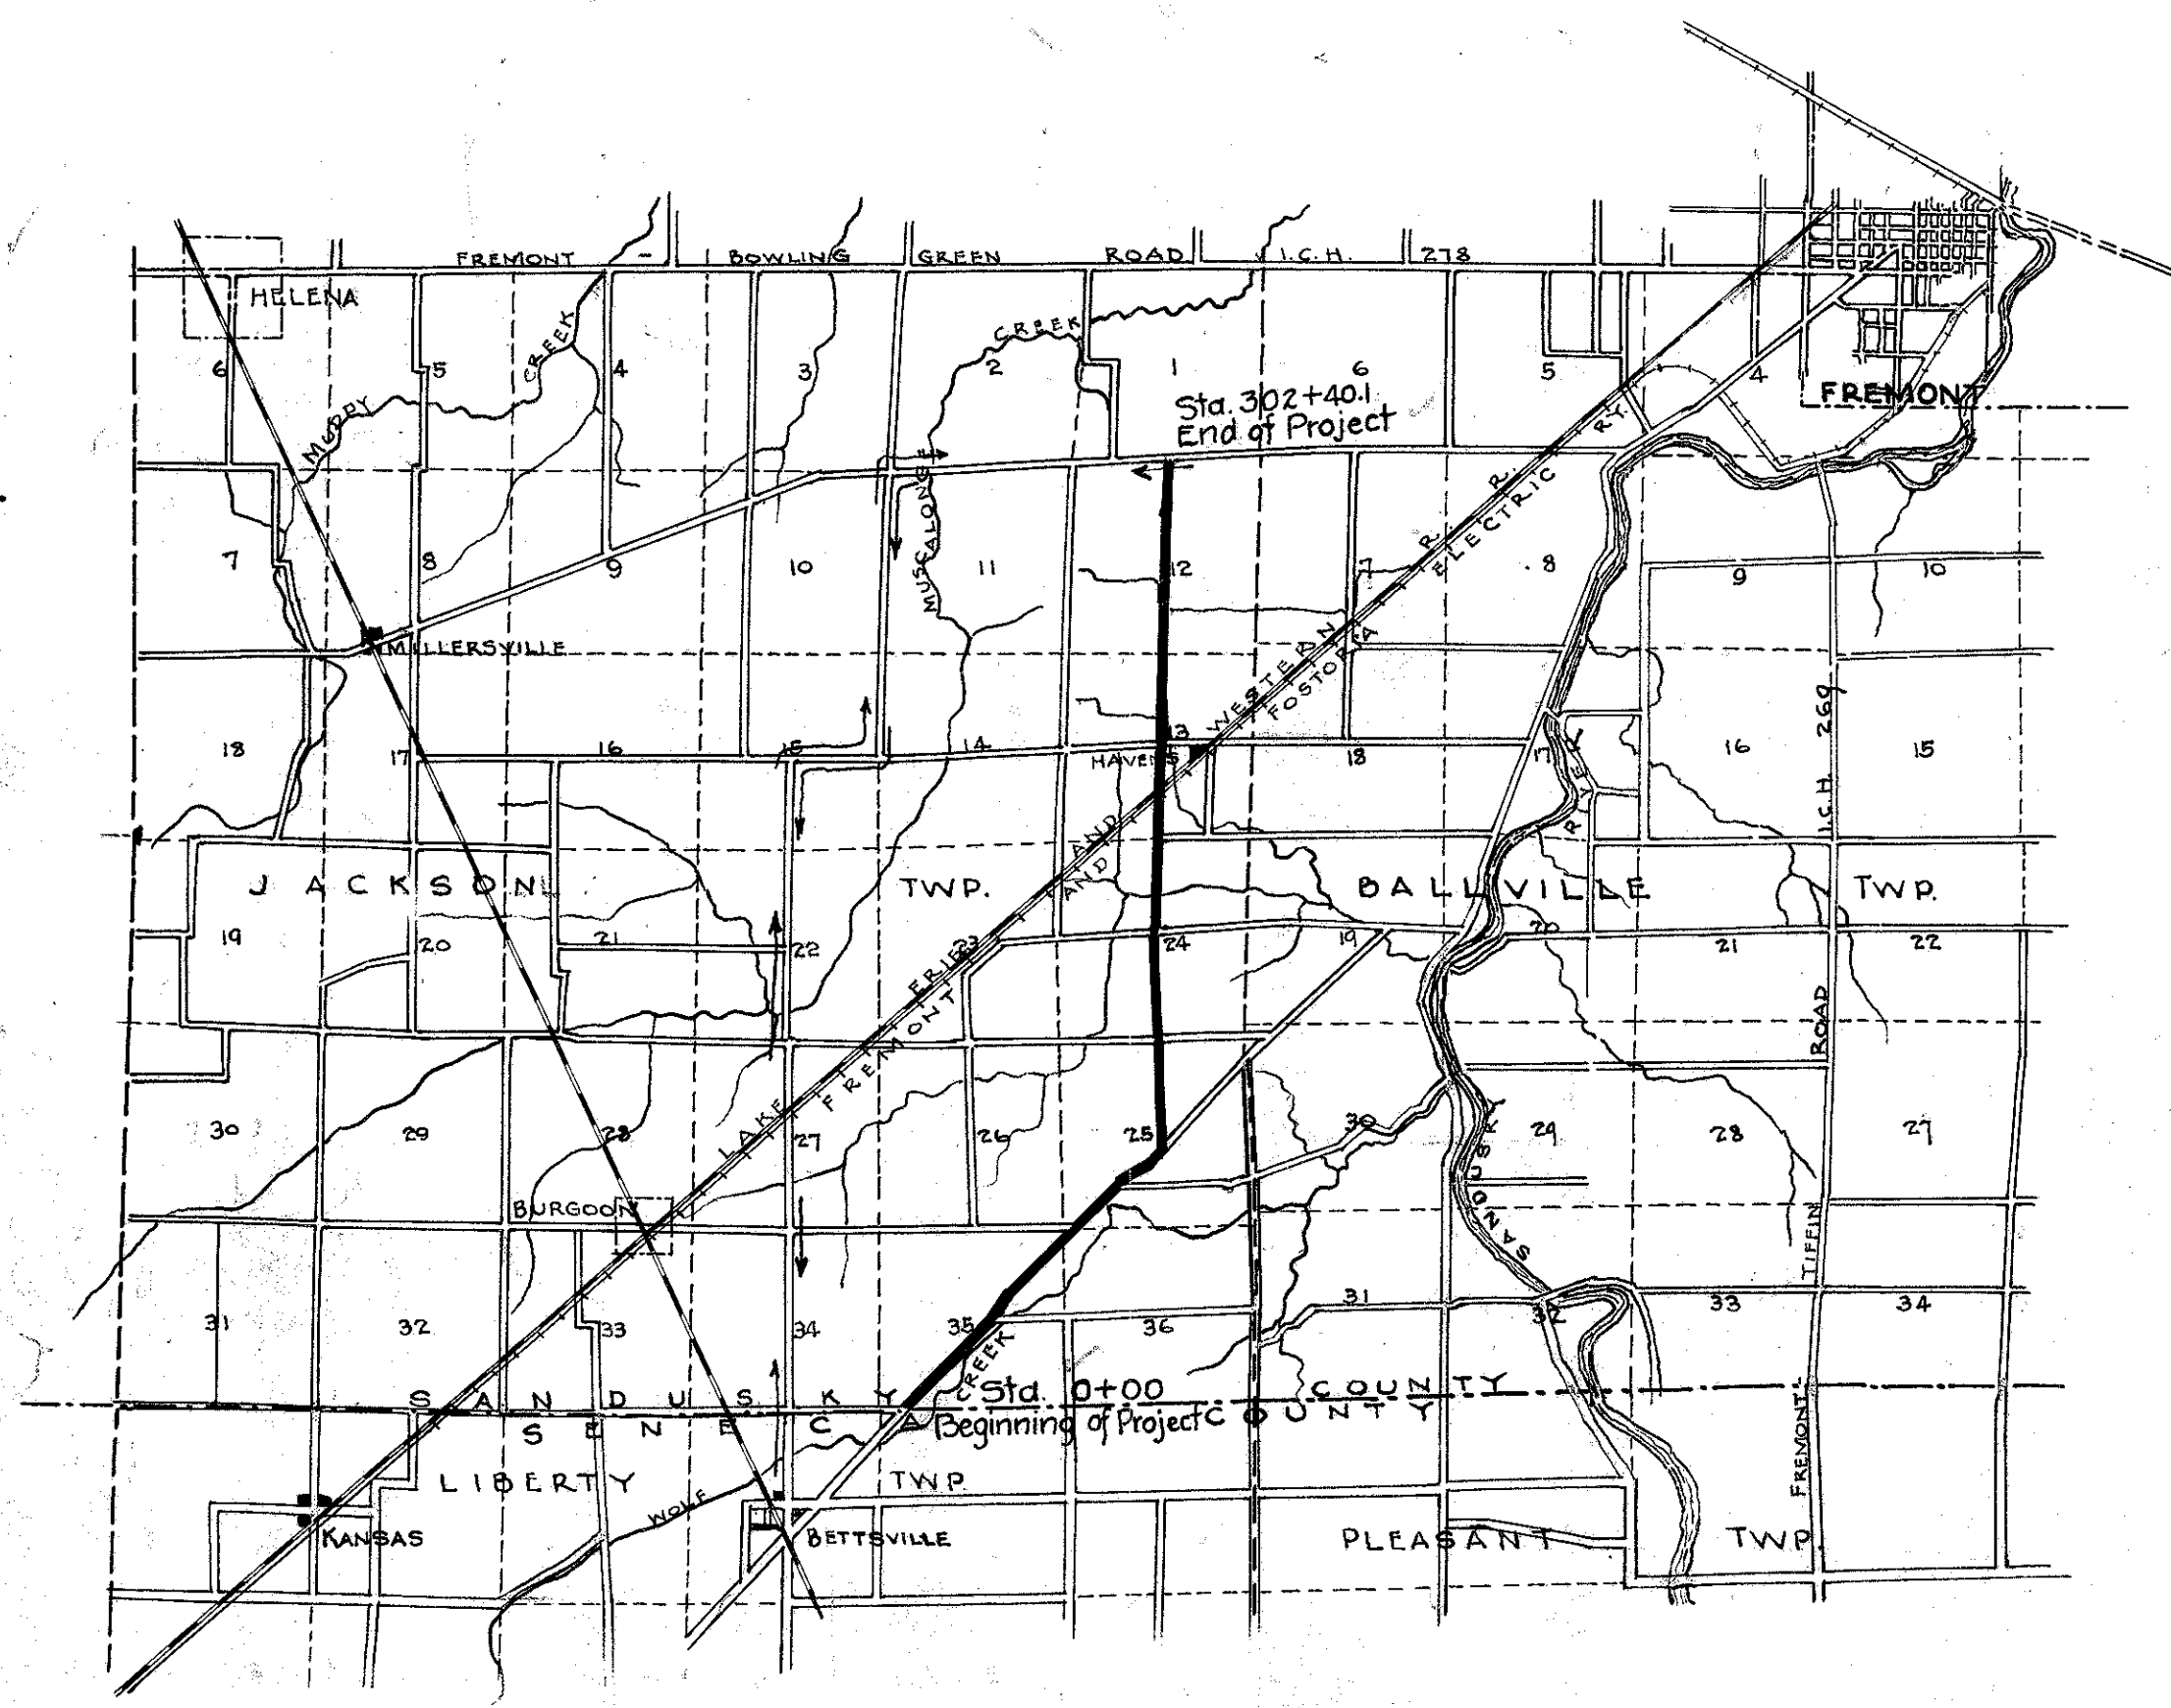 FREMONT - BOWLING GREEN ROAD I.C.H. 278
HELENA
CREEK
MUDDY
CREEK
6 5 4 3 2 1 6 5 4
Sta. 302+40.1
End of Project
FREMONT
R.Y.
MUSCALONGE
R. R.
ELECTRIC
7 8 9 10 11 12 7 8 9 10
MILLERSVILLE
WESTERN
FOSTORIA
I.C.H. 269
18 17 16 15 14 13 18 17 16 15
HAVENS
RIVER
AND
AND
JACKSON TWP.
BALLVILLE TWP.
19 20 21 22 23 24 19 20 21 22
ERIE
FREMONT
ROAD
LAKE
30 29 28 27 26 25 30 29 28 27
SANDUSKY
BURGOON
TIFFIN
31 32 33 34 35 36 31 32 33 34
CREEK
SANDUSKY COUNTY
Sta. 0+00
Beginning of Project
SENECA COUNTY
FREMONT-
LIBERTY TWP.
WOLF
KANSAS
BETTSVILLE
PLEASANT TWP.